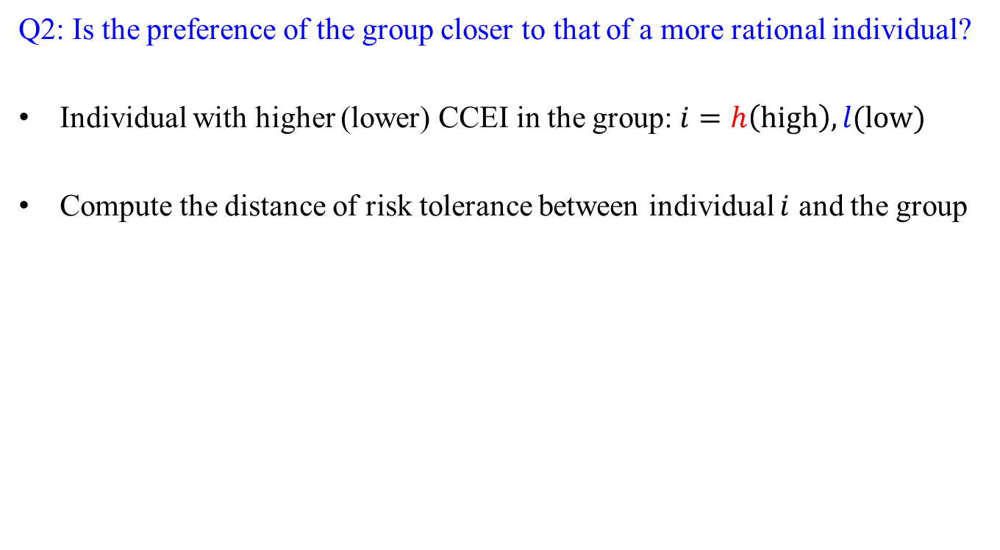 Q2: Is the preference of the group closer to that of a more rational individual?
• Individual with higher (lower) CCEI in the group: i = h(high), l(low)
• Compute the distance of risk tolerance between individual i and the group